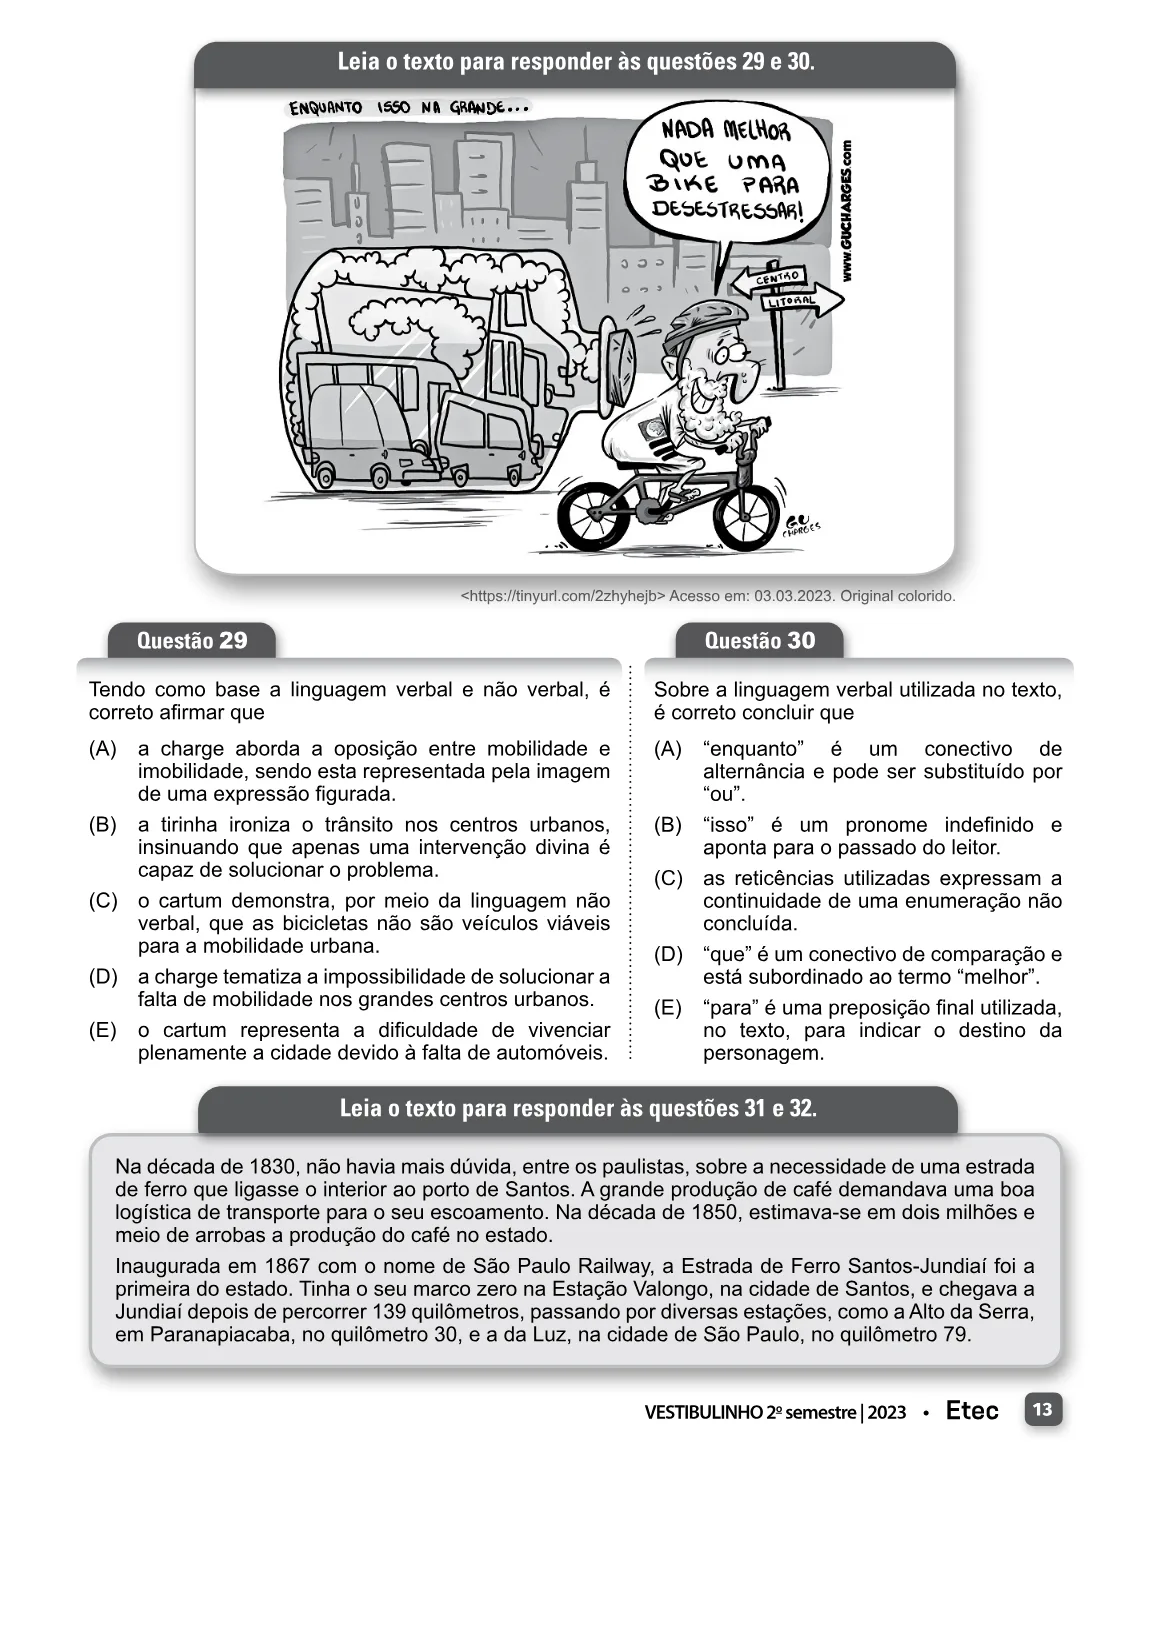 Leia o texto para responder às questões 29 e 30.
ENQUANTO ISSO NA GRANDE...
NADA MELHOR
QUE UMA
BIKE PARA
DESESTRESSAR!
www.GUCHARGES.com
CENTRO
LITORAL
GU
CHARGES
<https://tinyurl.com/2zhyhejb> Acesso em: 03.03.2023. Original colorido.
Questão 29
Tendo como base a linguagem verbal e não verbal, é
correto afirmar que
(A) a charge aborda a oposição entre mobilidade e
imobilidade, sendo esta representada pela imagem
de uma expressão figurada.
(B) a tirinha ironiza o trânsito nos centros urbanos,
insinuando que apenas uma intervenção divina é
capaz de solucionar o problema.
(C) o cartum demonstra, por meio da linguagem não
verbal, que as bicicletas não são veículos viáveis
para a mobilidade urbana.
(D) a charge tematiza a impossibilidade de solucionar a
falta de mobilidade nos grandes centros urbanos.
(E) o cartum representa a dificuldade de vivenciar
plenamente a cidade devido à falta de automóveis.
Questão 30
Sobre a linguagem verbal utilizada no texto,
é correto concluir que
(A) “enquanto” é um conectivo de
alternância e pode ser substituído por
“ou”.
(B) “isso” é um pronome indefinido e
aponta para o passado do leitor.
(C) as reticências utilizadas expressam a
continuidade de uma enumeração não
concluída.
(D) “que” é um conectivo de comparação e
está subordinado ao termo “melhor”.
(E) “para” é uma preposição final utilizada,
no texto, para indicar o destino da
personagem.
Leia o texto para responder às questões 31 e 32.
Na década de 1830, não havia mais dúvida, entre os paulistas, sobre a necessidade de uma estrada
de ferro que ligasse o interior ao porto de Santos. A grande produção de café demandava uma boa
logística de transporte para o seu escoamento. Na década de 1850, estimava-se em dois milhões e
meio de arrobas a produção do café no estado.
Inaugurada em 1867 com o nome de São Paulo Railway, a Estrada de Ferro Santos-Jundiaí foi a
primeira do estado. Tinha o seu marco zero na Estação Valongo, na cidade de Santos, e chegava a
Jundiaí depois de percorrer 139 quilômetros, passando por diversas estações, como a Alto da Serra,
em Paranapiacaba, no quilômetro 30, e a da Luz, na cidade de São Paulo, no quilômetro 79.
VESTIBULINHO 2º semestre | 2023 • Etec 13